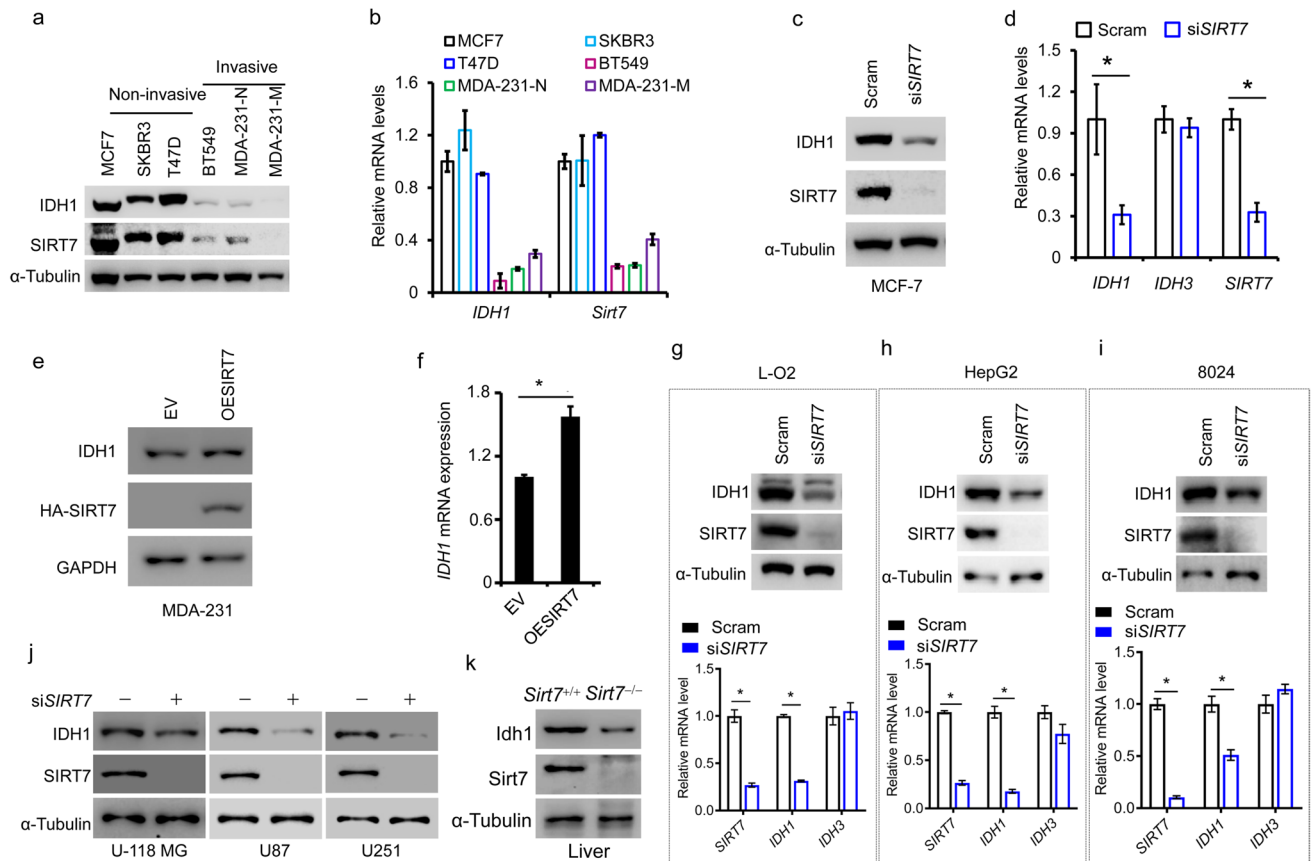 a
Invasive
Non-invasive
MCF7
SKBR3
T47D
BT549
MDA-231-N
MDA-231-M
IDH1
SIRT7
α-Tubulin
b
MCF7
SKBR3
T47D
BT549
MDA-231-N
MDA-231-M
Relative mRNA levels
1.6
1.2
0.8
0.4
0
IDH1
Sirt7
c
Scram
siSIRT7
IDH1
SIRT7
α-Tubulin
MCF-7
d
Scram
siSIRT7
Relative mRNA levels
1.5
1.2
0.9
0.6
0.3
0
*
*
IDH1
IDH3
SIRT7
e
EV
OESIRT7
IDH1
HA-SIRT7
GAPDH
MDA-231
f
IDH1 mRNA expression
1.8
1.2
0.6
0
*
EV
OESIRT7
g
L-O2
Scram
siSIRT7
IDH1
SIRT7
α-Tubulin
Scram
siSIRT7
Relative mRNA level
1.5
1.0
0.5
0.0
*
*
SIRT7
IDH1
IDH3
h
HepG2
Scram
siSIRT7
IDH1
SIRT7
α-Tubulin
Scram
siSIRT7
Relative mRNA level
1.5
1.0
0.5
0.0
*
*
SIRT7
IDH1
IDH3
i
8024
Scram
siSIRT7
IDH1
SIRT7
α-Tubulin
Scram
siSIRT7
Relative mRNA level
1.5
1.0
0.5
0.0
*
*
SIRT7
IDH1
IDH3
j
siSIRT7 – + – + – +
IDH1
SIRT7
α-Tubulin
U-118 MG U87 U251
k
Sirt7+/+ Sirt7–/–
Idh1
Sirt7
α-Tubulin
Liver